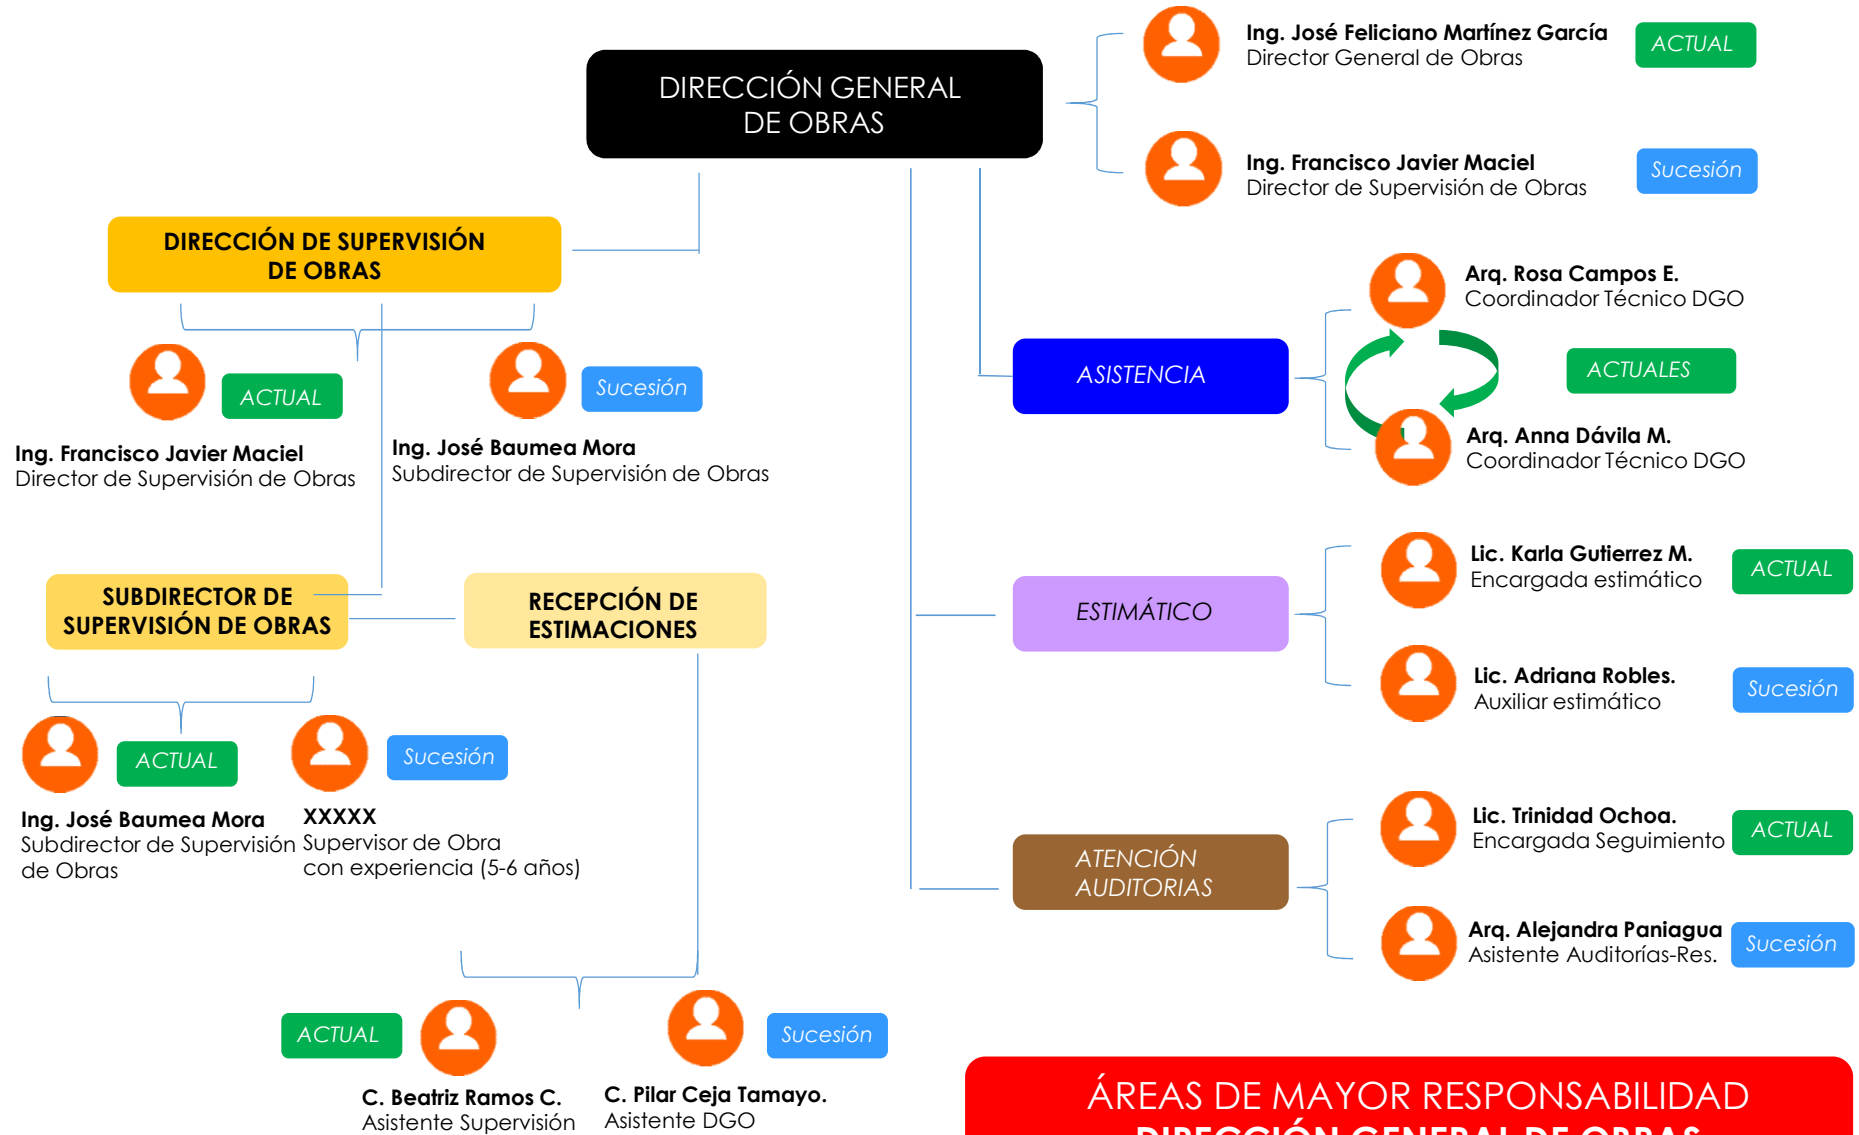 DIRECCIÓN GENERAL
DE OBRAS
Ing. José Feliciano Martínez García
Director General de Obras
ACTUAL
Ing. Francisco Javier Maciel
Director de Supervisión de Obras
Sucesión
DIRECCIÓN DE SUPERVISIÓN
DE OBRAS
ACTUAL
Ing. Francisco Javier Maciel
Director de Supervisión de Obras
Sucesión
Ing. José Baumea Mora
Subdirector de Supervisión de Obras
ASISTENCIA
Arq. Rosa Campos E.
Coordinador Técnico DGO
ACTUALES
Arq. Anna Dávila M.
Coordinador Técnico DGO
SUBDIRECTOR DE
SUPERVISIÓN DE OBRAS
RECEPCIÓN DE
ESTIMACIONES
ESTIMÁTICO
Lic. Karla Gutierrez M.
Encargada estimático
ACTUAL
Lic. Adriana Robles.
Auxiliar estimático
Sucesión
ACTUAL
Ing. José Baumea Mora
Subdirector de Supervisión
de Obras
Sucesión
XXXXX
Supervisor de Obra
con experiencia (5-6 años)
ATENCIÓN
AUDITORIAS
Lic. Trinidad Ochoa.
Encargada Seguimiento
ACTUAL
Arq. Alejandra Paniagua
Asistente Auditorías-Res.
Sucesión
ACTUAL
C. Beatriz Ramos C.
Asistente Supervisión
Sucesión
C. Pilar Ceja Tamayo.
Asistente DGO
ÁREAS DE MAYOR RESPONSABILIDAD
DIRECCIÓN GENERAL DE OBRAS